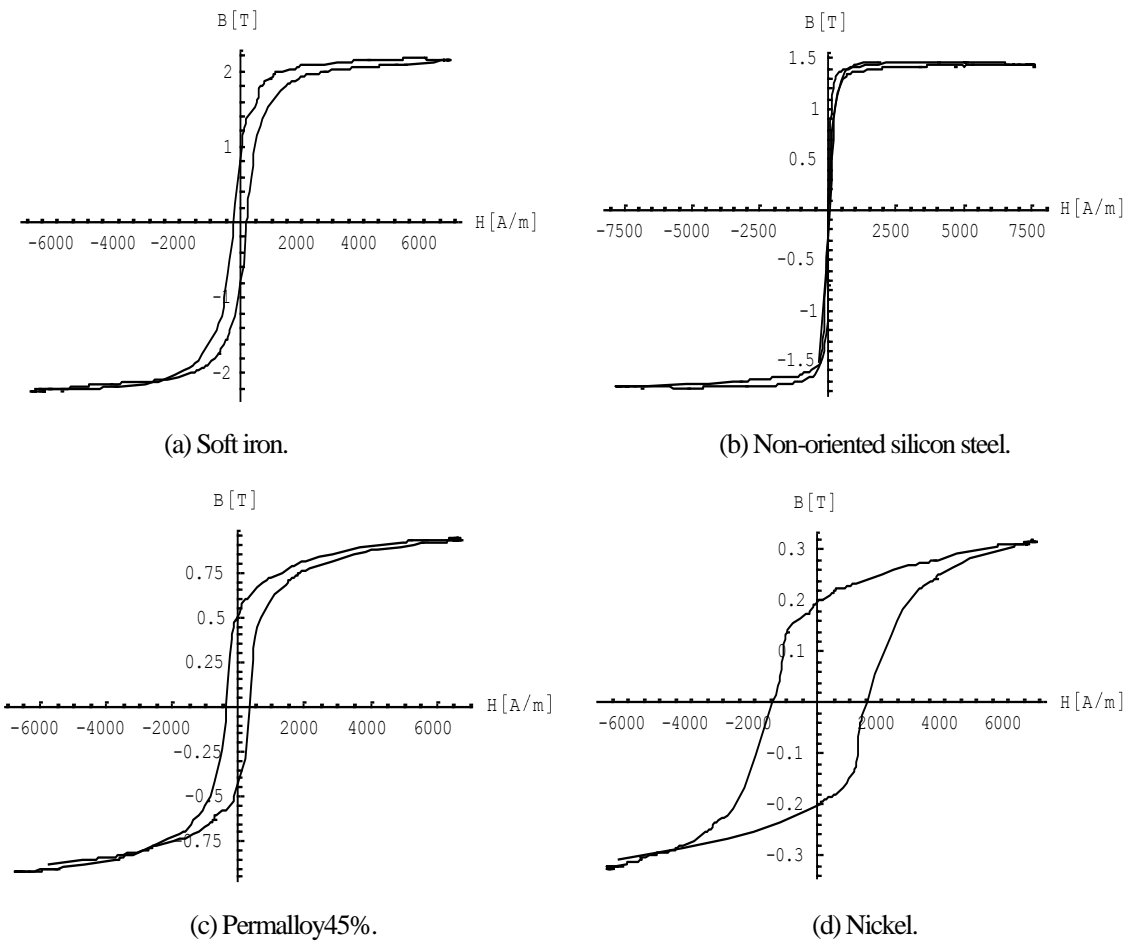 B[T]
2
1
H[A/m]
-6000 -4000 -2000 2000 4000 6000
-1
-2
(a) Soft iron.
B[T]
1.5
1
0.5
H[A/m]
-7500 -5000 -2500 2500 5000 7500
-0.5
-1
-1.5
(b) Non-oriented silicon steel.
B[T]
0.75
0.5
0.25
H[A/m]
-6000 -4000 -2000 2000 4000 6000
-0.25
-0.5
-0.75
(c) Permalloy45%.
B[T]
0.3
0.2
0.1
H[A/m]
-6000 -4000 -2000 2000 4000 6000
-0.1
-0.2
-0.3
(d) Nickel.